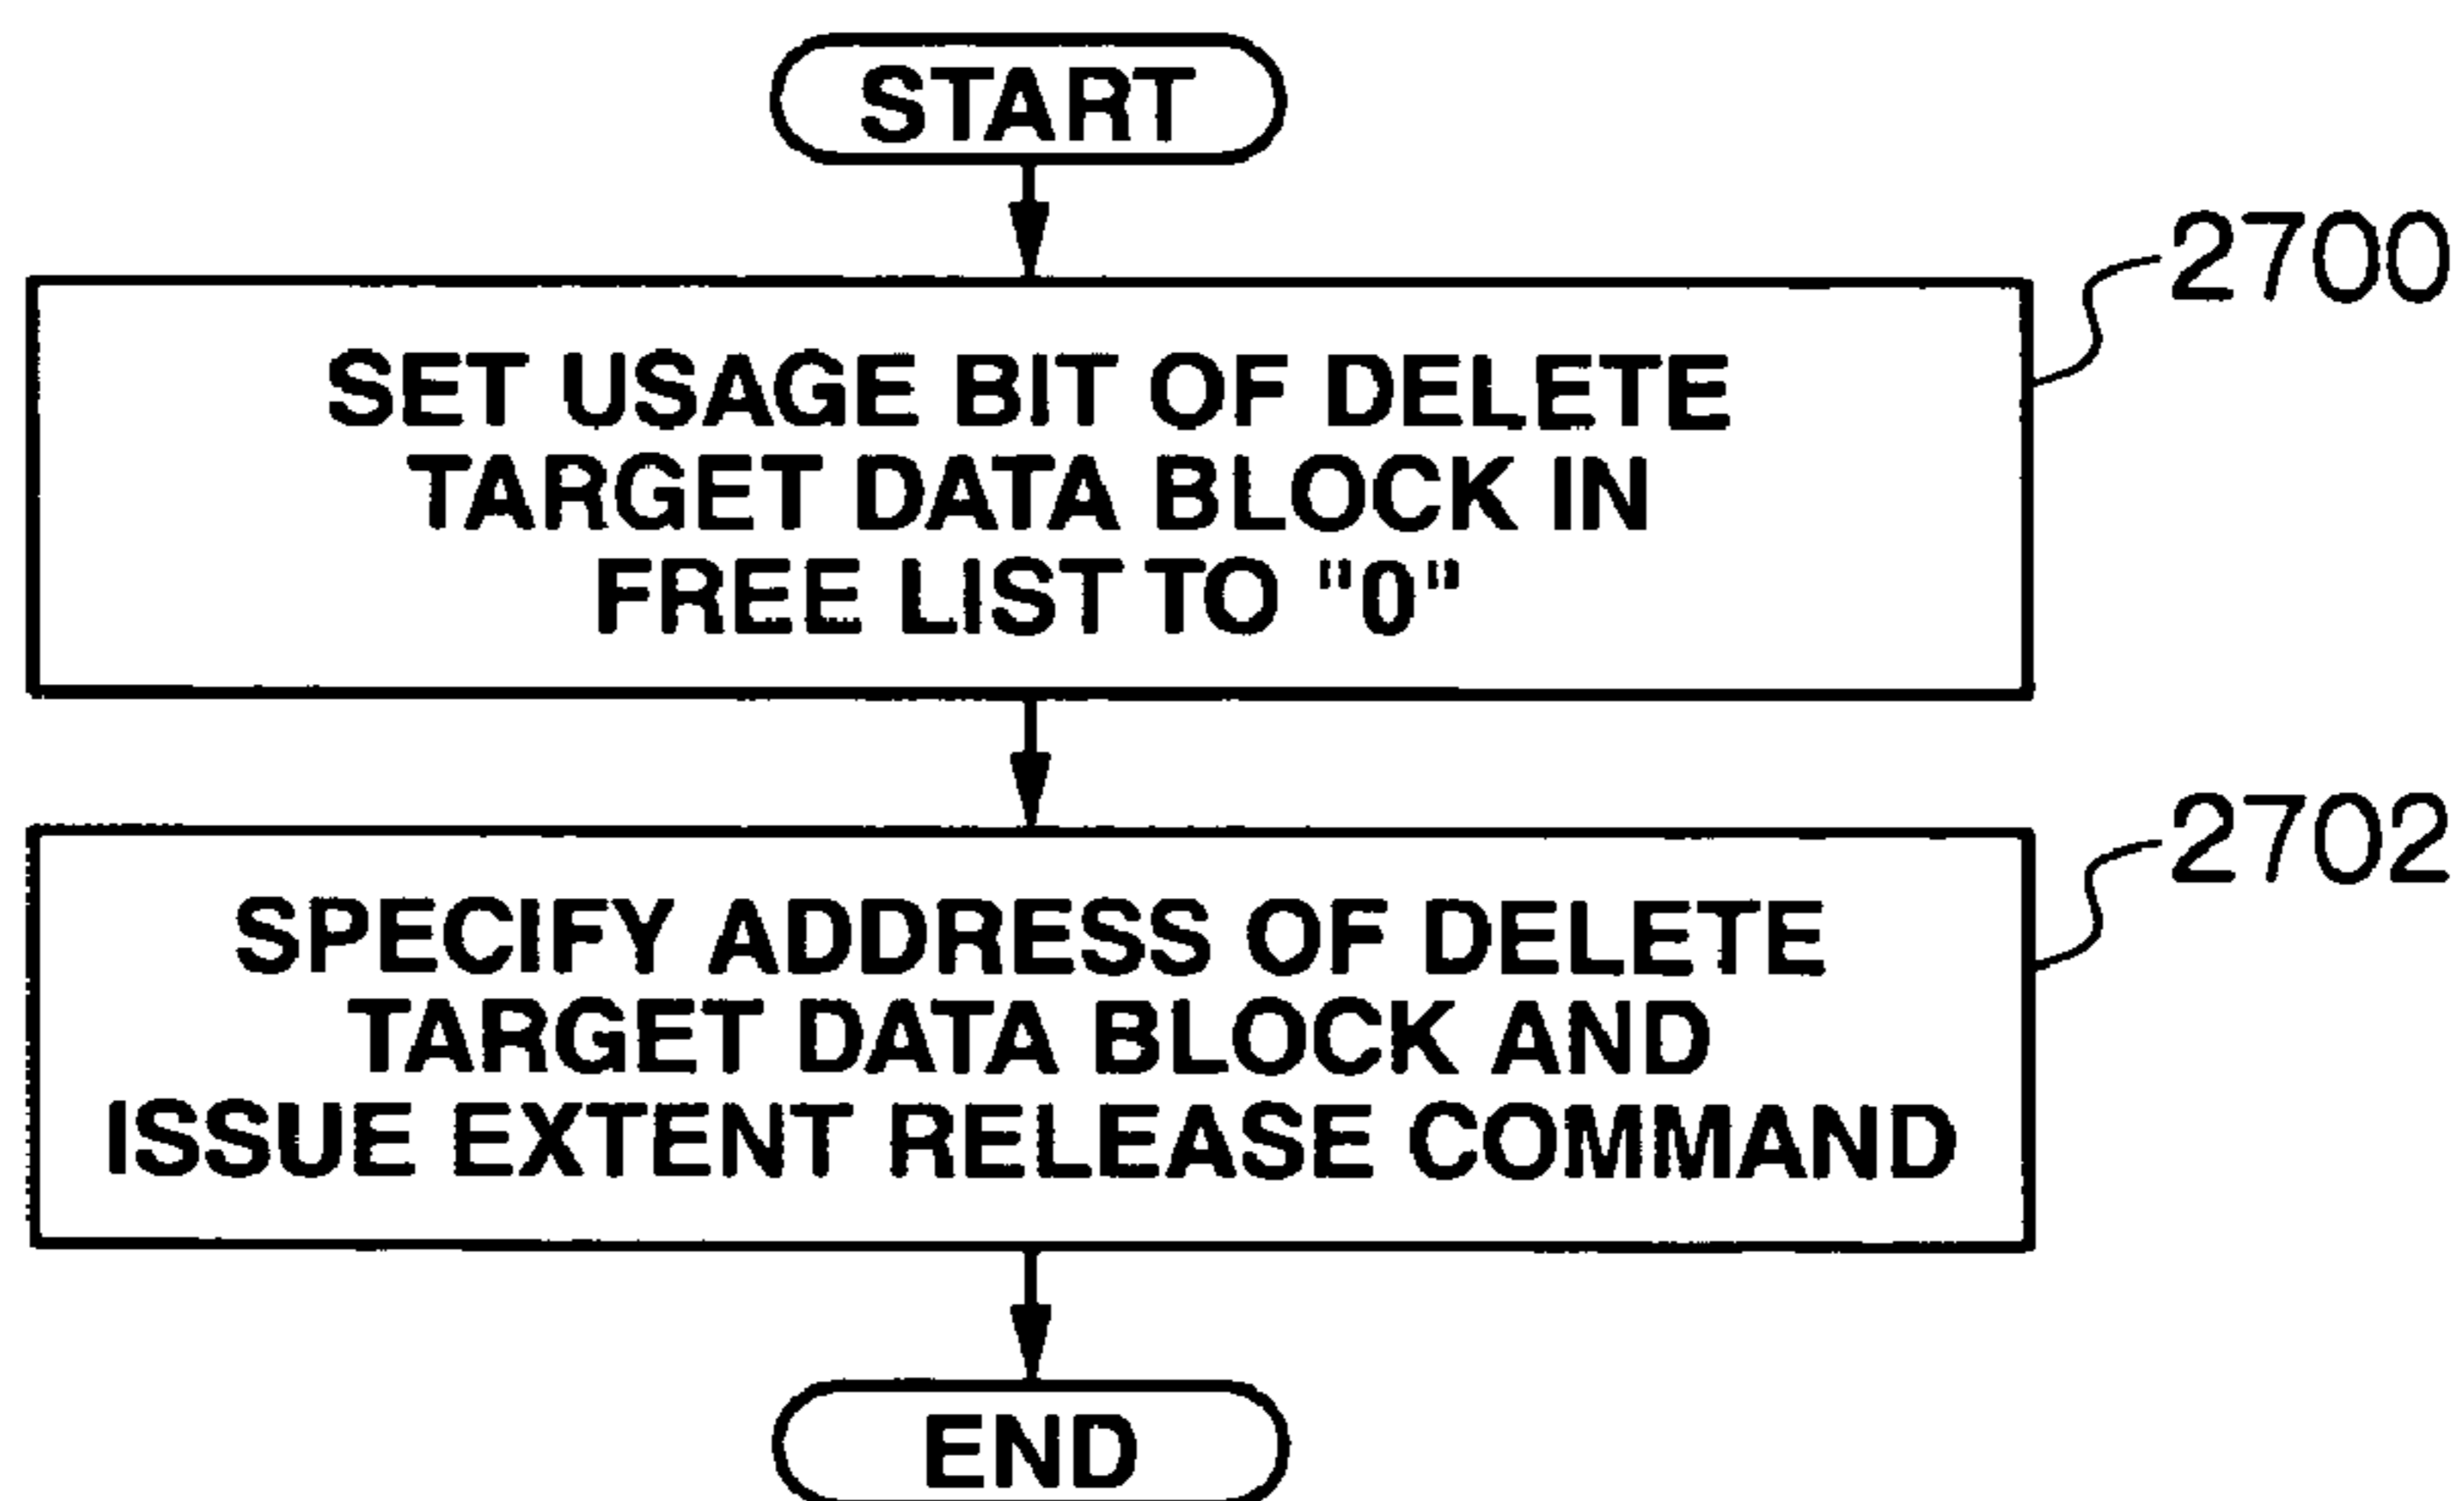 START
2700
SET USAGE BIT OF DELETE
TARGET DATA BLOCK IN
FREE LIST TO "0"
2702
SPECIFY ADDRESS OF DELETE
TARGET DATA BLOCK AND
ISSUE EXTENT RELEASE COMMAND
END